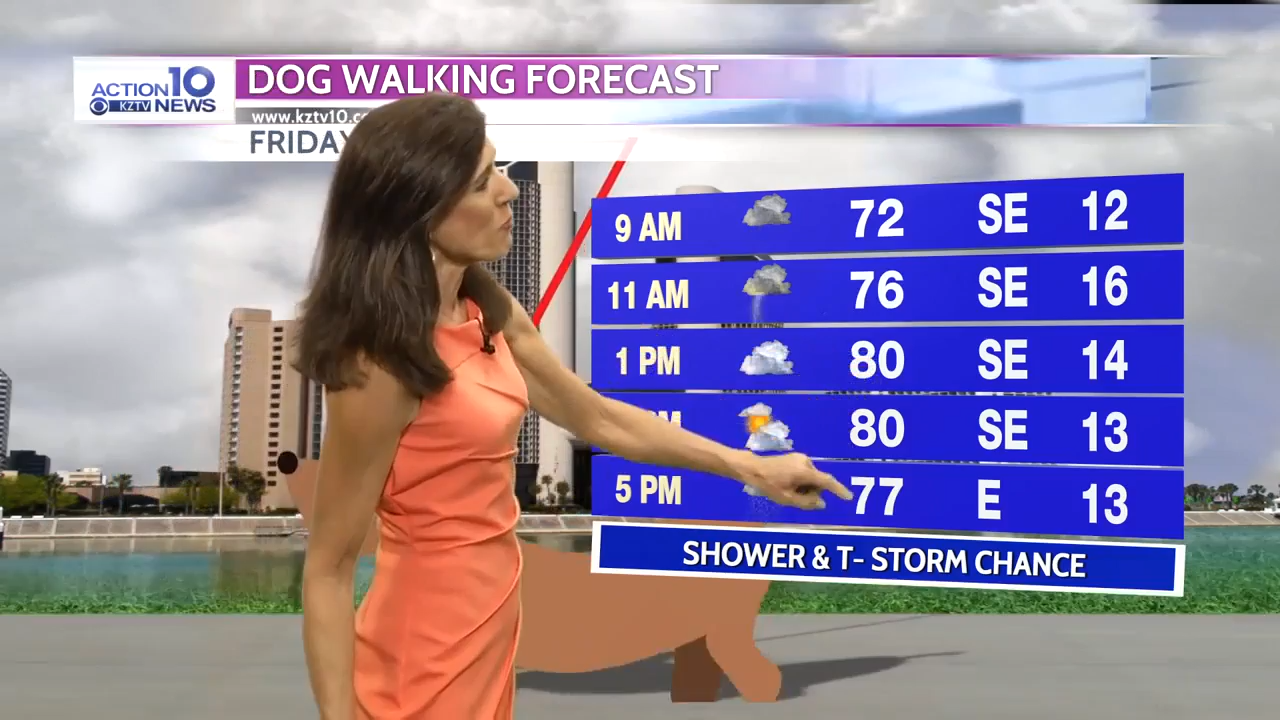 ACTION 10
KZTV NEWS
DOG WALKING FORECAST
www.kztv10.c
FRIDAY
9 AM 72 SE 12
11 AM 76 SE 16
1 PM 80 SE 14
80 SE 13
5 PM 77 E 13
SHOWER & T- STORM CHANCE